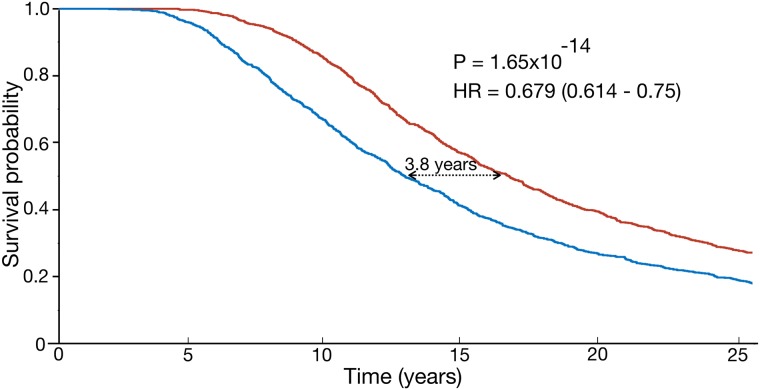 1.0
0.8
0.6
0.4
0.2
0
Survival probability
P = 1.65x10-14
HR = 0.679 (0.614 - 0.75)
3.8 years
0 5 10 15 20 25
Time (years)